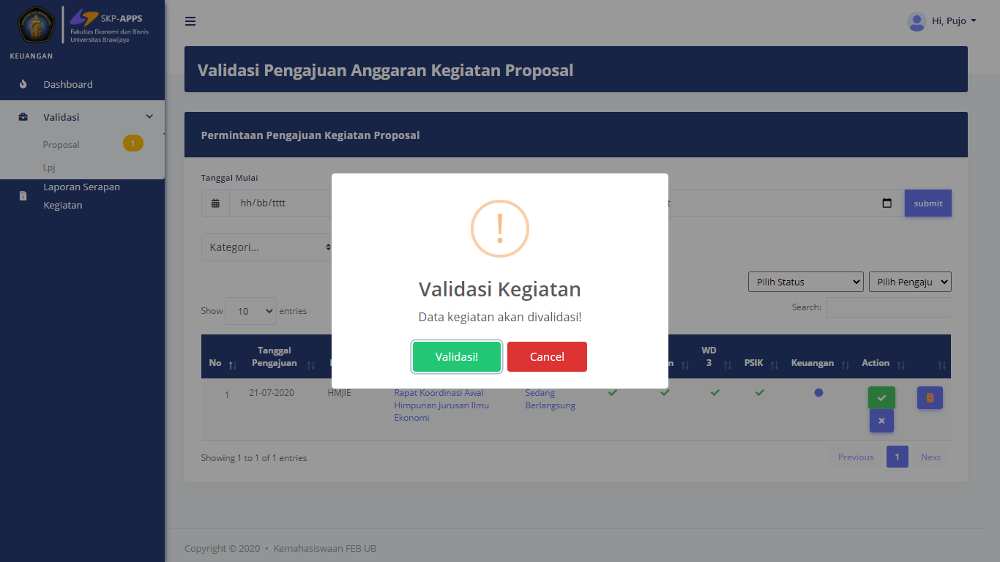 SKP-APPS
Fakultas Ekonomi dan Bisnis
Universitas Brawijaya
KEUANGAN
Dashboard
Validasi
Proposal 1
Lpj
Laporan Serapan
Kegiatan
Hi, Pujo
Validasi Pengajuan Anggaran Kegiatan Proposal
Permintaan Pengajuan Kegiatan Proposal
Tanggal Mulai
hh/bb/tttt
submit
Kategori...
Pilih Status Pilih Pengaju
Show 10 entries Search:
Validasi Kegiatan
Data kegiatan akan divalidasi!
Validasi! Cancel
No Tanggal Pengajuan WD 3 PSIK Keuangan Action
1 21-07-2020 HMJIE Rapat Koordinasi Awal Sedang
Himpunan Jurusan Ilmu Berlangsung
Ekonomi
Showing 1 to 1 of 1 entries Previous 1 Next
Copyright © 2020 • Kemahasiswaan FEB UB